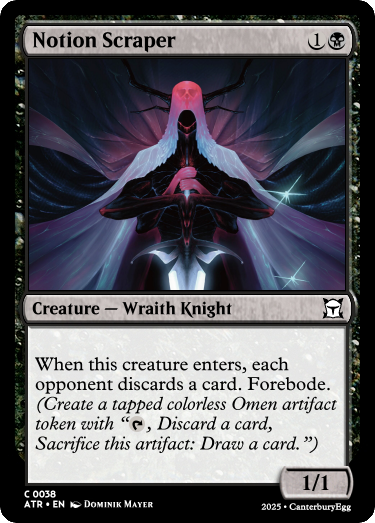 Notion Scraper 1
Creature — Wraith Knight
When this creature enters, each
opponent discards a card. Forebode.
(Create a tapped colorless Omen artifact
token with “, Discard a card,
Sacrifice this artifact: Draw a card.”)
1/1
C 0038
ATR • EN Dominik Mayer
2025 • CanterburyEgg